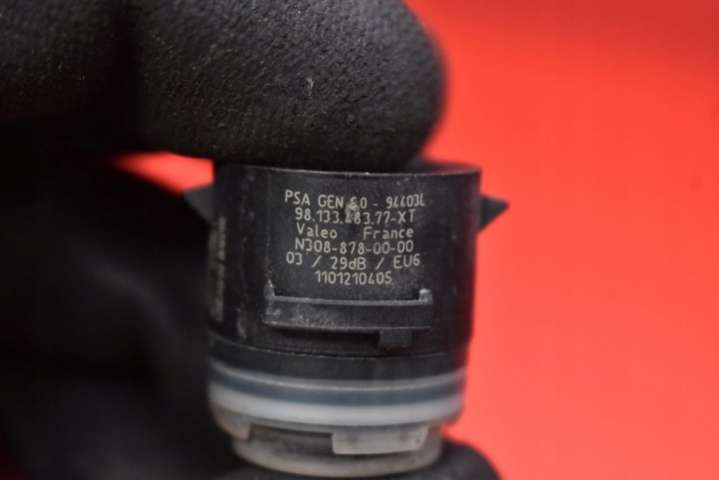 PSA GEN 6.0 - 94403L
98.133.483.77-XT
Valeo France
N308-878-00-00
03 / 29dB / EU6
1101210405